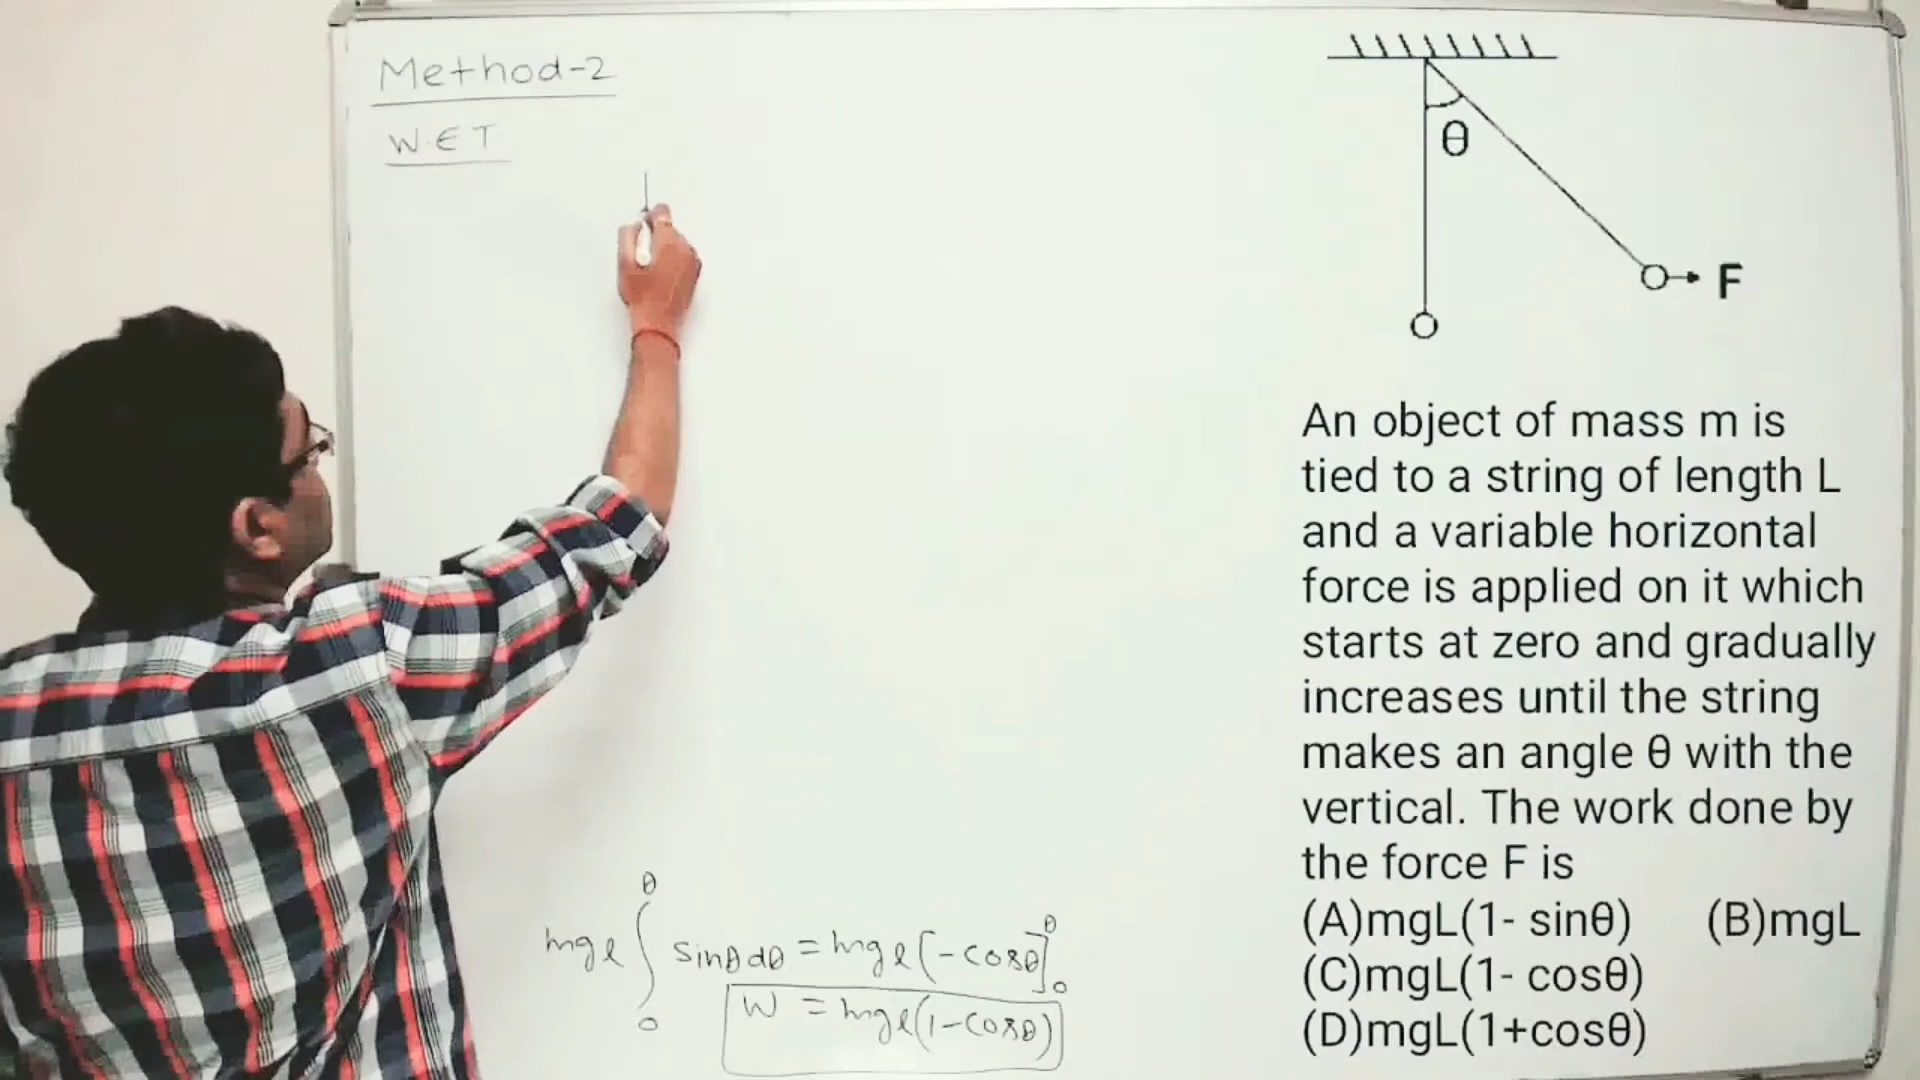 Method-2
W.E T
θ
F
An object of mass m is
tied to a string of length L
and a variable horizontal
force is applied on it which
starts at zero and gradually
increases until the string
makes an angle θ with the
vertical. The work done by
the force F is
(A)mgL(1- sinθ) (B)mgL
(C)mgL(1- cosθ)
(D)mgL(1+cosθ)
mgℓ ∫₀^θ sinθdθ = mgℓ[-cosθ]₀^θ
W = mgℓ(1-cosθ)